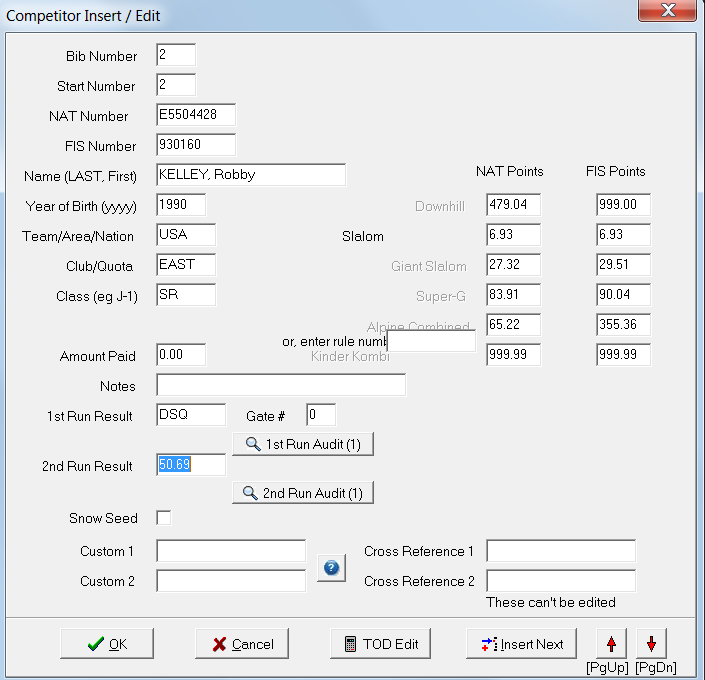 Competitor Insert / Edit
Bib Number 2
Start Number 2
NAT Number E5504428
FIS Number 930160
Name (LAST, First) KELLEY, Robby NAT Points FIS Points
Year of Birth (yyyy) 1990 Downhill 479.04 999.00
Team/Area/Nation USA Slalom 6.93 6.93
Club/Quota EAST Giant Slalom 27.32 29.51
Class (eg J-1) SR Super-G 83.91 90.04
Alpine Combined 65.22 355.36
or, enter rule numb
Amount Paid 0.00 Kinder Kombi 999.99 999.99
Notes
1st Run Result DSQ Gate # 0
1st Run Audit (1)
2nd Run Result 50.69
2nd Run Audit (1)
Snow Seed
Custom 1 ? Cross Reference 1
Custom 2 Cross Reference 2
These can't be edited
OK Cancel TOD Edit Insert Next
[PgUp] [PgDn]